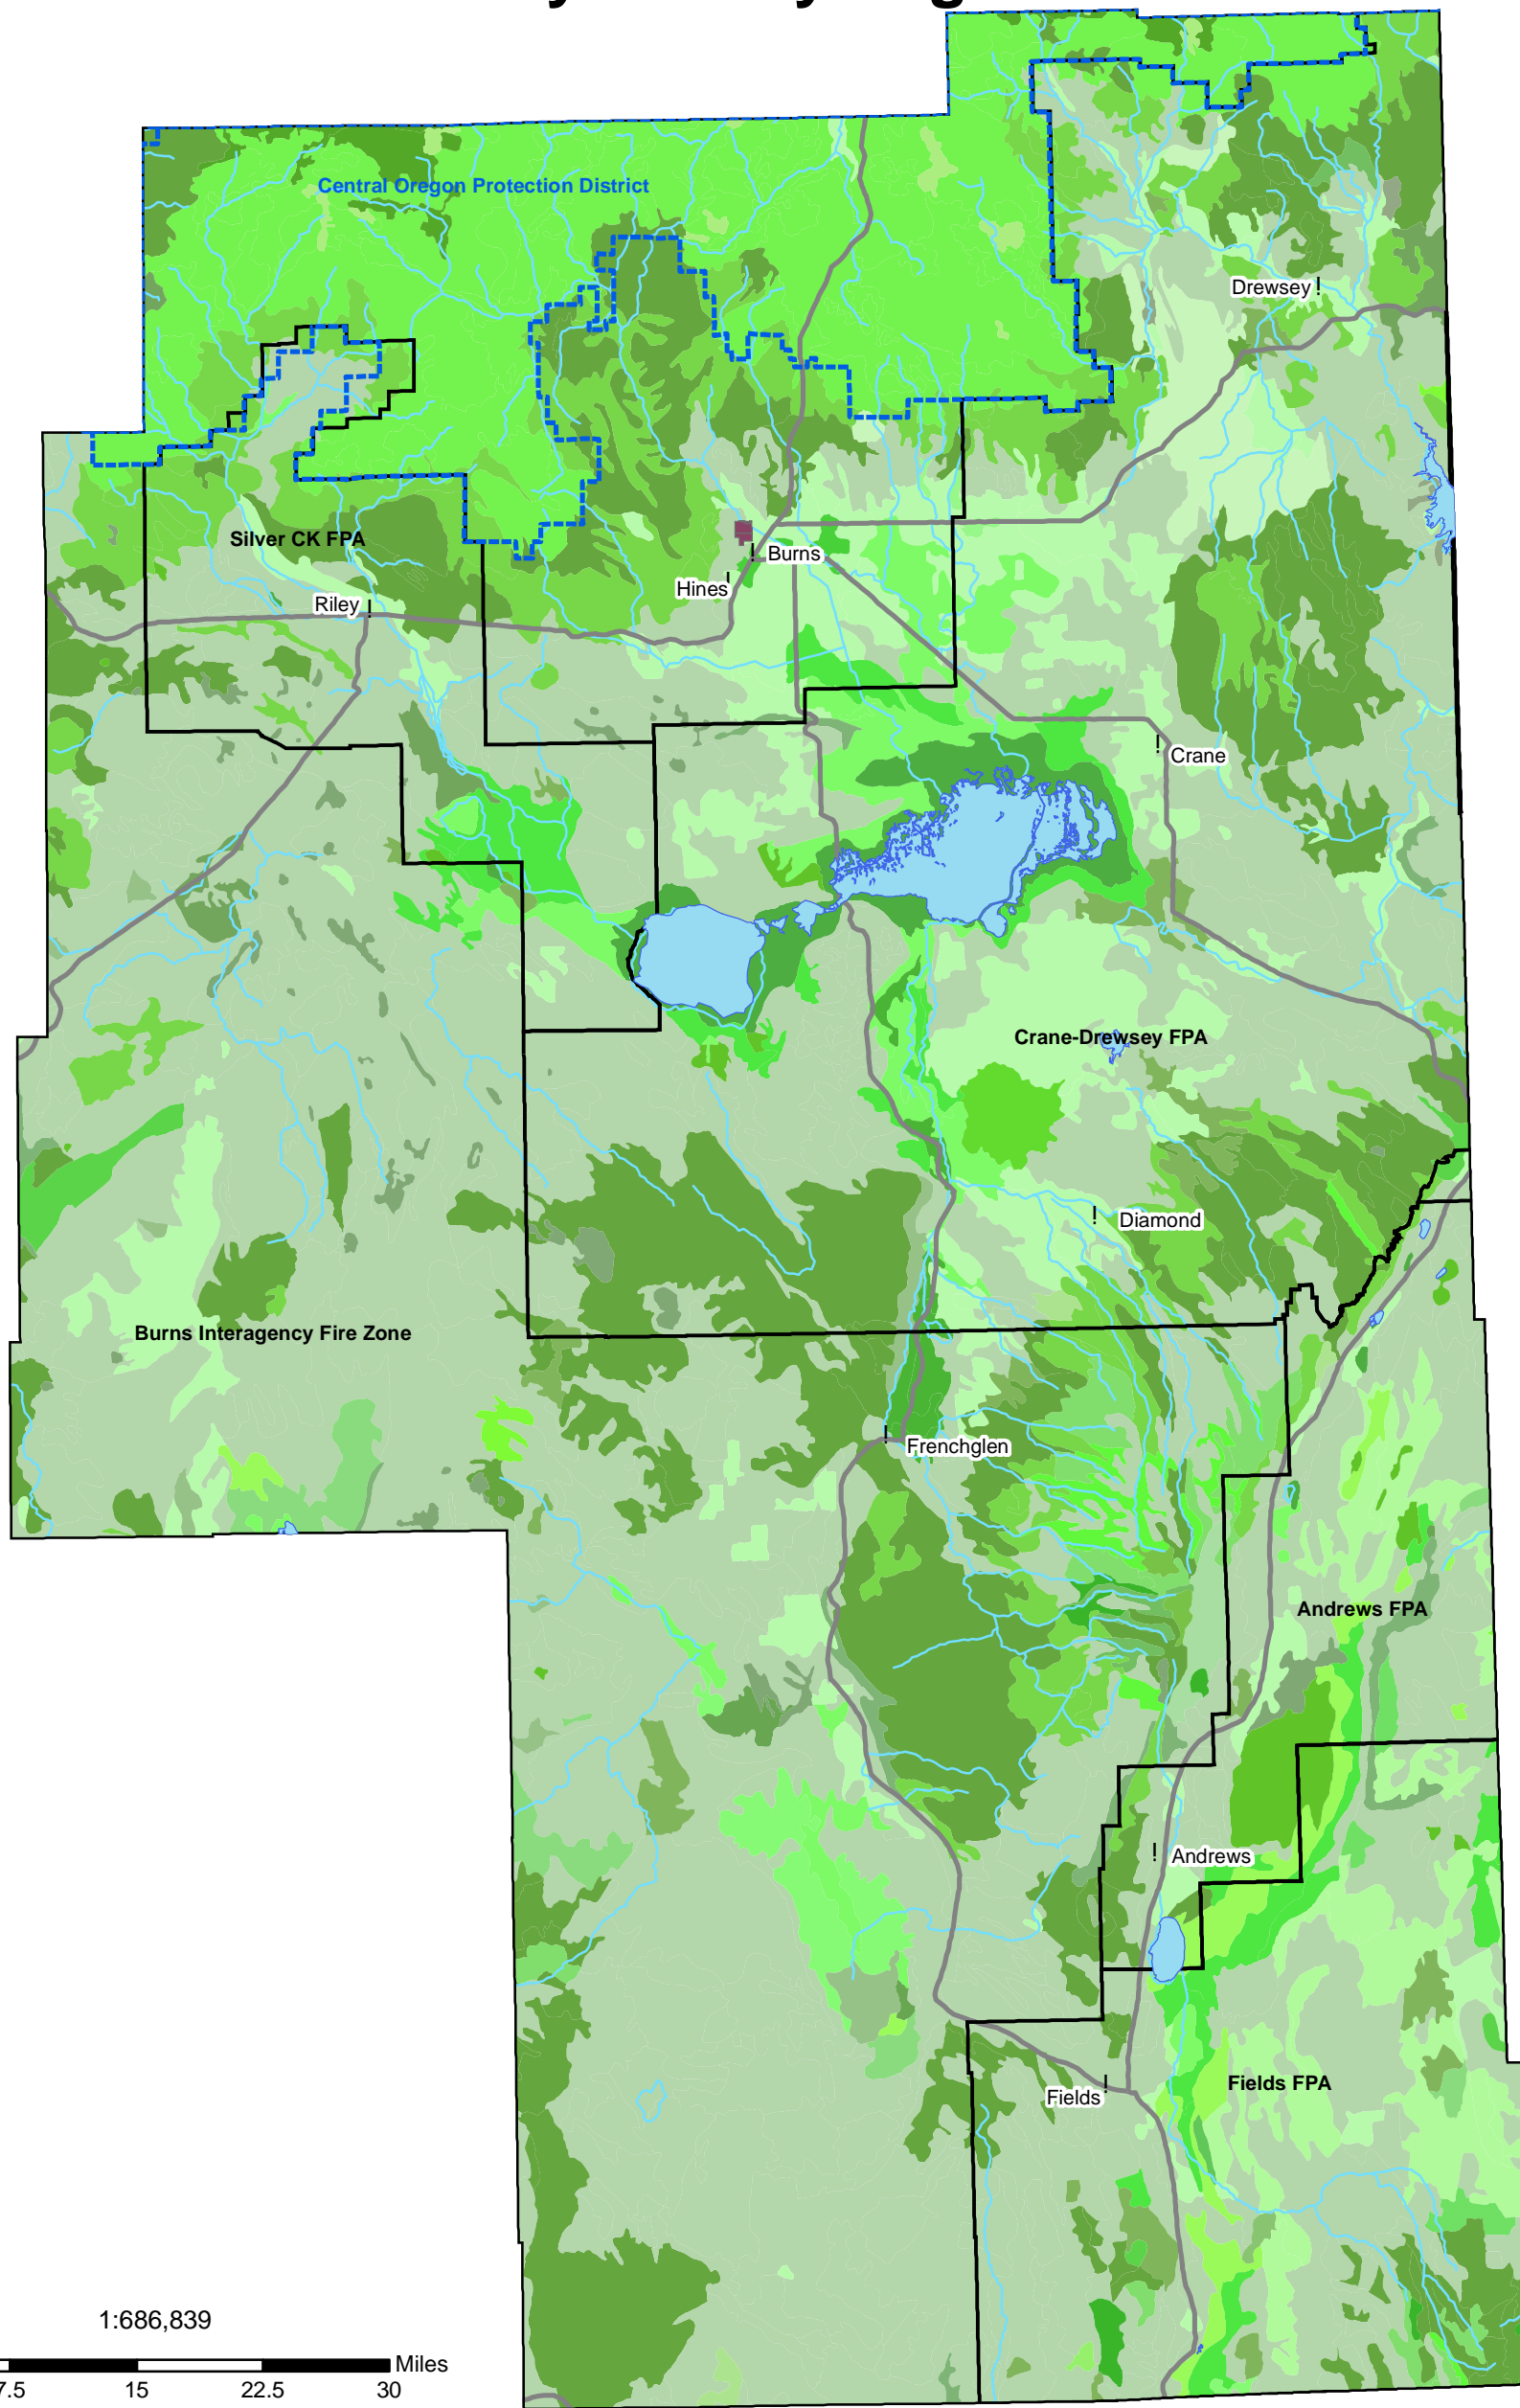 Central Oregon Protection District
Drewsey
Silver CK FPA
Burns
Hines
Riley
Crane
Crane-Drewsey FPA
Diamond
Burns Interagency Fire Zone
Frenchglen
Andrews FPA
Andrews
Fields FPA
Fields
1:686,839
Miles
7.5 15 22.5 30